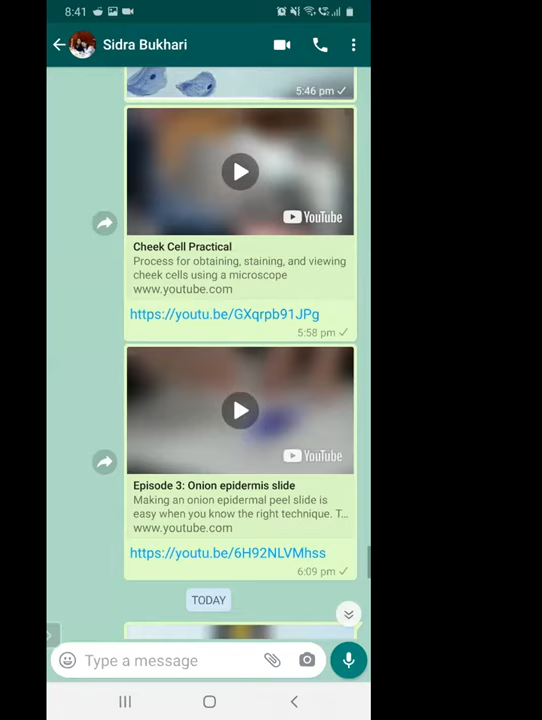 8:41
Sidra Bukhari
5:46 pm
YouTube
Cheek Cell Practical
Process for obtaining, staining, and viewing
cheek cells using a microscope
www.youtube.com
https://youtu.be/GXqrpb91JPg
5:58 pm
YouTube
Episode 3: Onion epidermis slide
Making an onion epidermal peel slide is
easy when you know the right technique. T...
www.youtube.com
https://youtu.be/6H92NLVMhss
6:09 pm
TODAY
Type a message